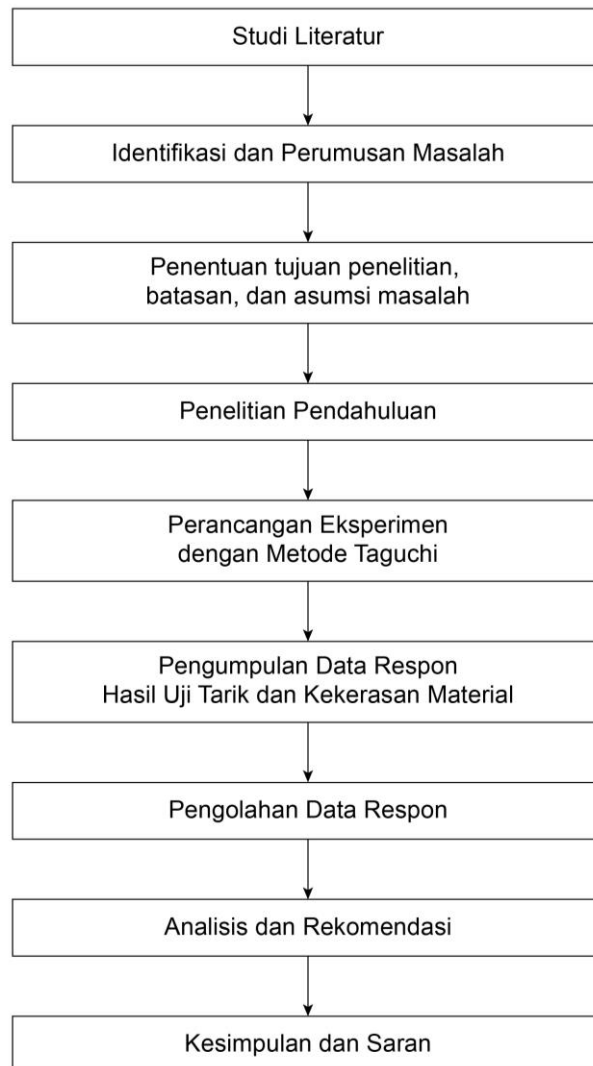 Studi Literatur
Identifikasi dan Perumusan Masalah
Penentuan tujuan penelitian,
batasan, dan asumsi masalah
Penelitian Pendahuluan
Perancangan Eksperimen
dengan Metode Taguchi
Pengumpulan Data Respon
Hasil Uji Tarik dan Kekerasan Material
Pengolahan Data Respon
Analisis dan Rekomendasi
Kesimpulan dan Saran